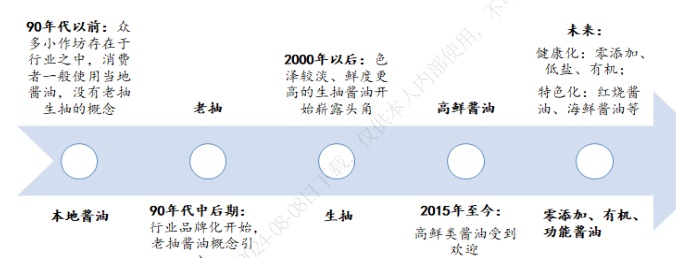 90年代以前：众
多小作坊存在于
行业之中，消费
者一般使用当地
酱油，没有老抽
生抽的概念
本地酱油
老抽
90年代中后期：
行业品牌化开始，
老抽酱油概念引
2000年以后：色
泽较淡、鲜度更
高的生抽酱油开
始崭露头角
生抽
高鲜酱油
2015年至今：
高鲜类酱油受到
欢迎
未来：
健康化：零添加、
低盐、有机；
特色化：红烧酱
油、海鲜酱油等
零添加、有机、
功能酱油
2024-08-08日下载，仅供本人内部使用，不可